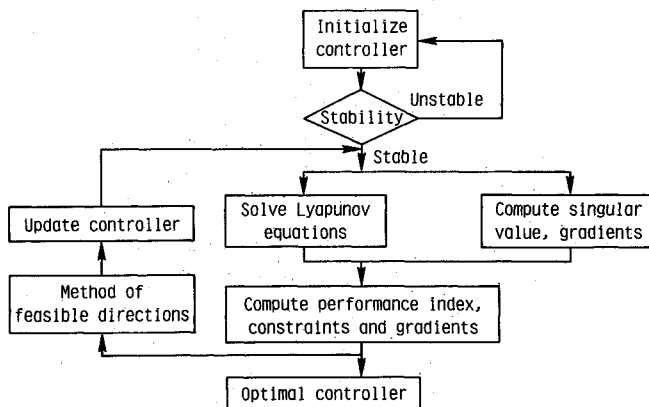 Initialize
controller
Unstable
Stability
Stable
Solve Lyapunov
equations
Compute singular
value, gradients
Update controller
Method of
feasible directions
Compute performance index,
constraints and gradients
Optimal controller